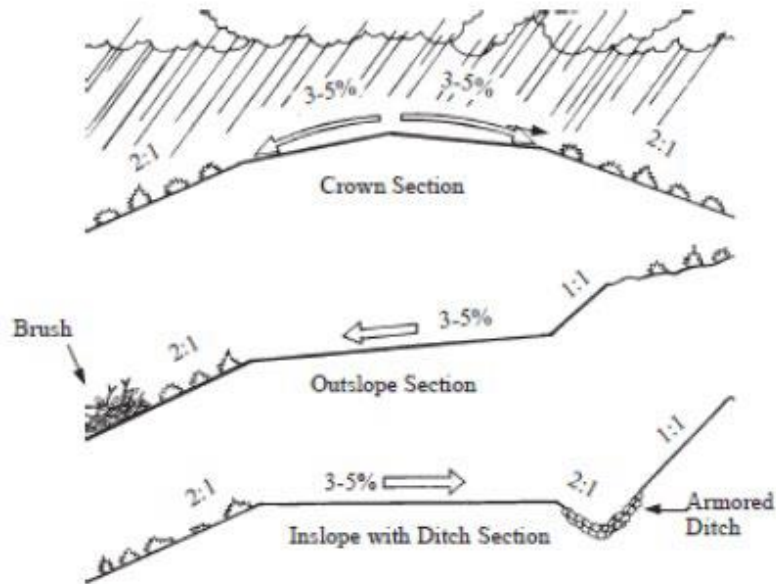 3-5%
3-5%
2:1
2:1
Crown Section
1:1
Brush
2:1
3-5%
Outslope Section
1:1
2:1
3-5%
2:1
Armored
Ditch
Inslope with Ditch Section